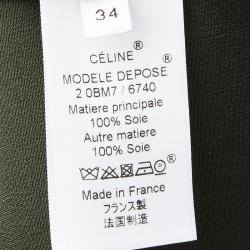 34
CÉLINE®
MODELE DEPOSE®
2 0BM7 / 6740
Matiere principale
100% Soie
Autre matiere
100% Soie
Made in France
フランス製
法国制造